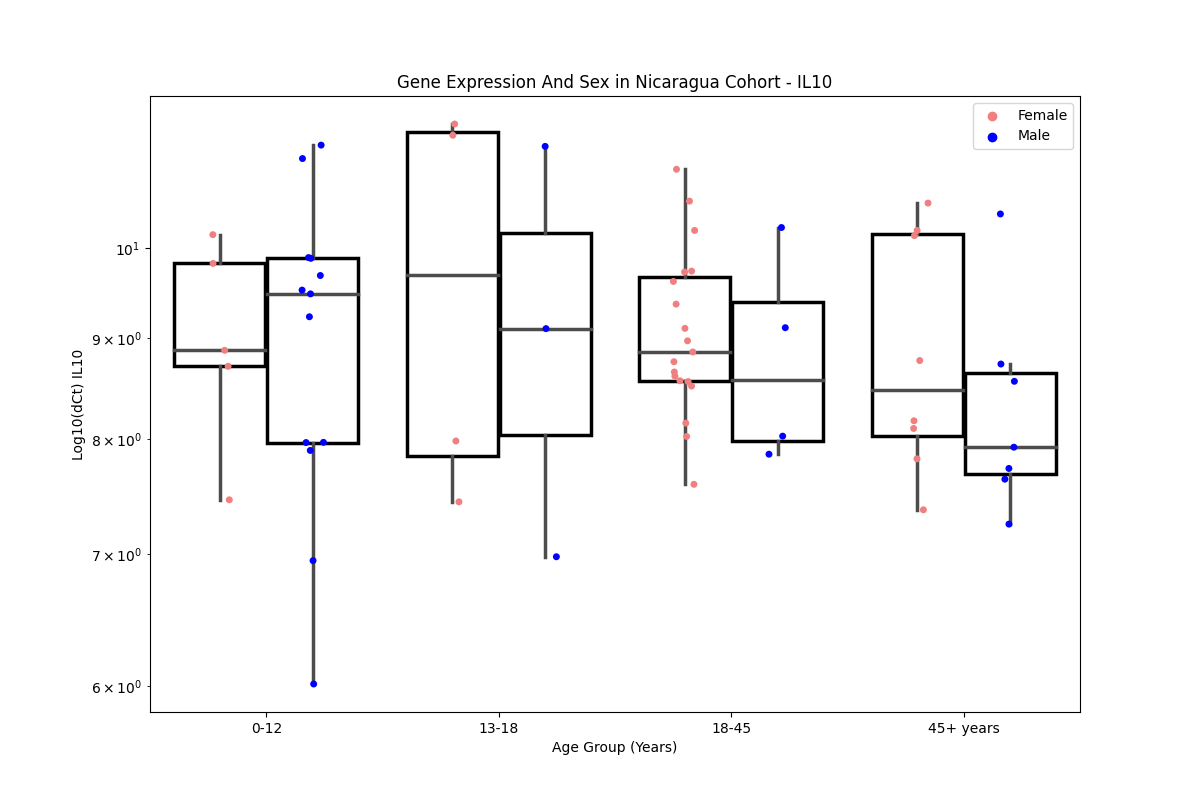 Gene Expression And Sex in Nicaragua Cohort - IL10
Female
Male
Log10(dCt) IL10
10¹
9 × 10⁰
8 × 10⁰
7 × 10⁰
6 × 10⁰
0-12
13-18
18-45
45+ years
Age Group (Years)